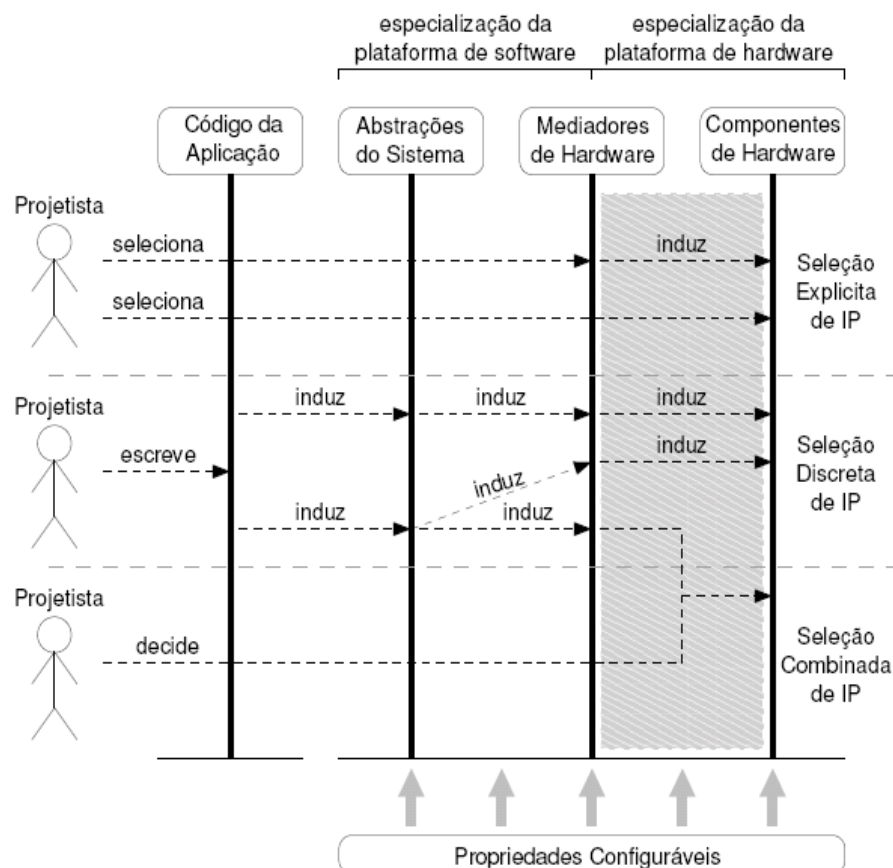 especialização da
plataforma de software
especialização da
plataforma de hardware
Código da
Aplicação
Abstrações
do Sistema
Mediadores
de Hardware
Componentes
de Hardware
Projetista
seleciona
induz
seleciona
Seleção
Explicita
de IP
Projetista
induz
induz
induz
escreve
induz
induz
Seleção
Discreta
de IP
induz
induz
Projetista
decide
Seleção
Combinada
de IP
Propriedades Configuráveis